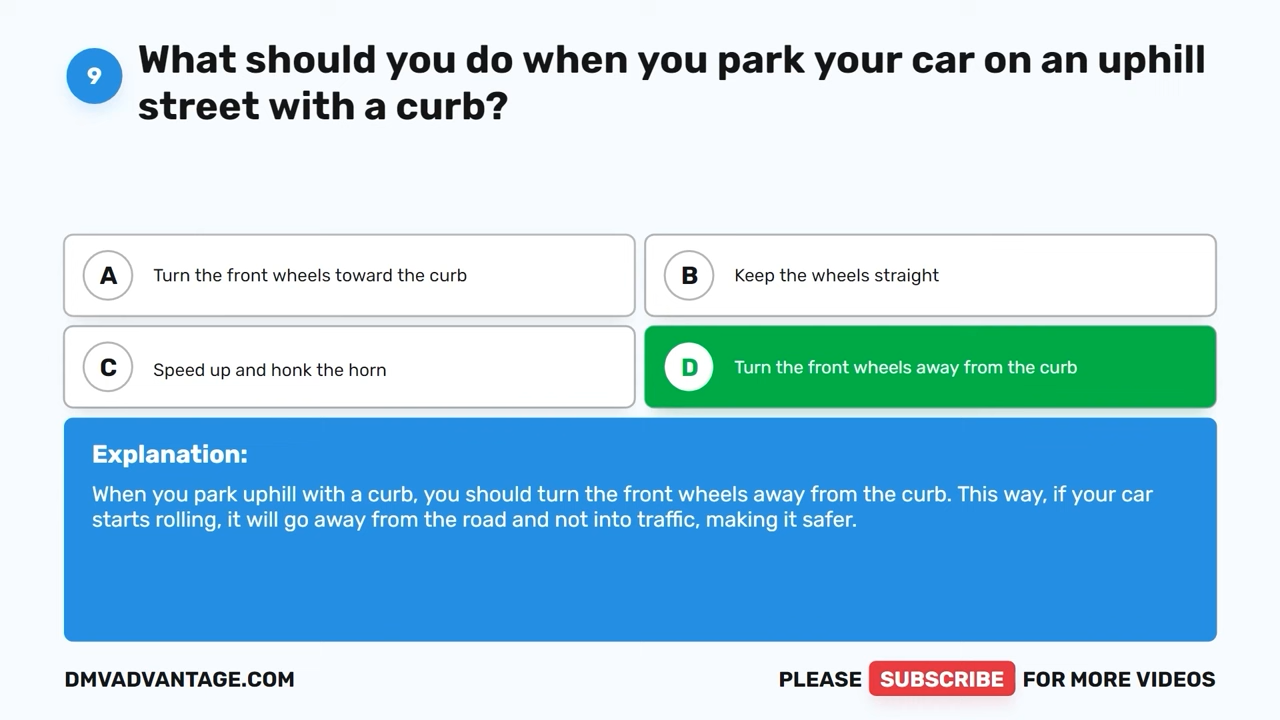 9
What should you do when you park your car on an uphill
street with a curb?
A
Turn the front wheels toward the curb
B
Keep the wheels straight
C
Speed up and honk the horn
D
Turn the front wheels away from the curb
Explanation:
When you park uphill with a curb, you should turn the front wheels away from the curb. This way, if your car
starts rolling, it will go away from the road and not into traffic, making it safer.
DMVADVANTAGE.COM
PLEASE SUBSCRIBE FOR MORE VIDEOS